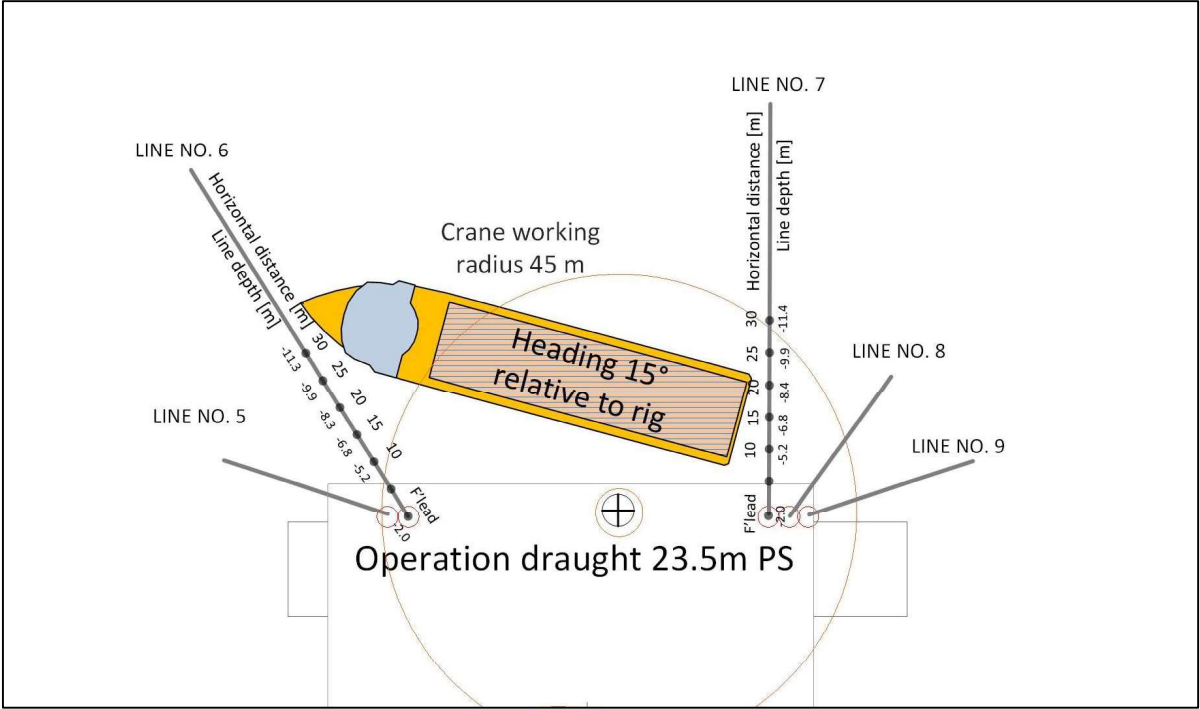 LINE NO. 7
LINE NO. 6
Horizontal distance [m]
Line depth [m]
Horizontal distance [m]
Line depth [m]
Crane working
radius 45 m
30
25
20
15
10
-11.3
-9.9
-8.3
-6.8
-5.2
F'lead
-2.0
Heading 15°
relative to rig
30
25
20
15
10
-11.4
-9.9
-8.4
-6.8
-5.2
F'lead
-2.0
LINE NO. 8
LINE NO. 5
LINE NO. 9
Operation draught 23.5m PS